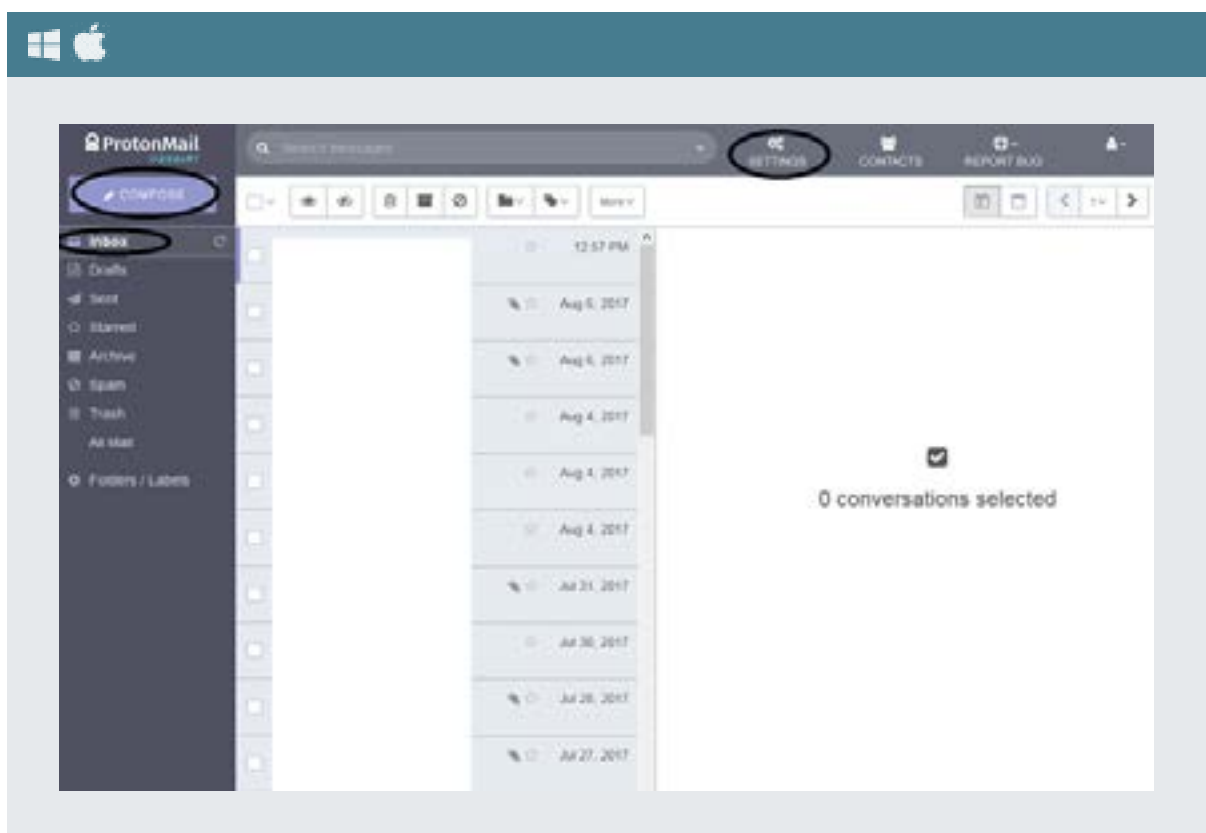 ProtonMail
Search messages
SETTINGS
CONTACTS
REPORT BUG
COMPOSE
More
Inbox
Drafts
Sent
Starred
Archive
Spam
Trash
All Mail
Folders / Labels
12:57 PM
Aug 6, 2017
Aug 6, 2017
Aug 4, 2017
Aug 4, 2017
Aug 4, 2017
Jul 31, 2017
Jul 30, 2017
Jul 28, 2017
Jul 27, 2017
0 conversations selected